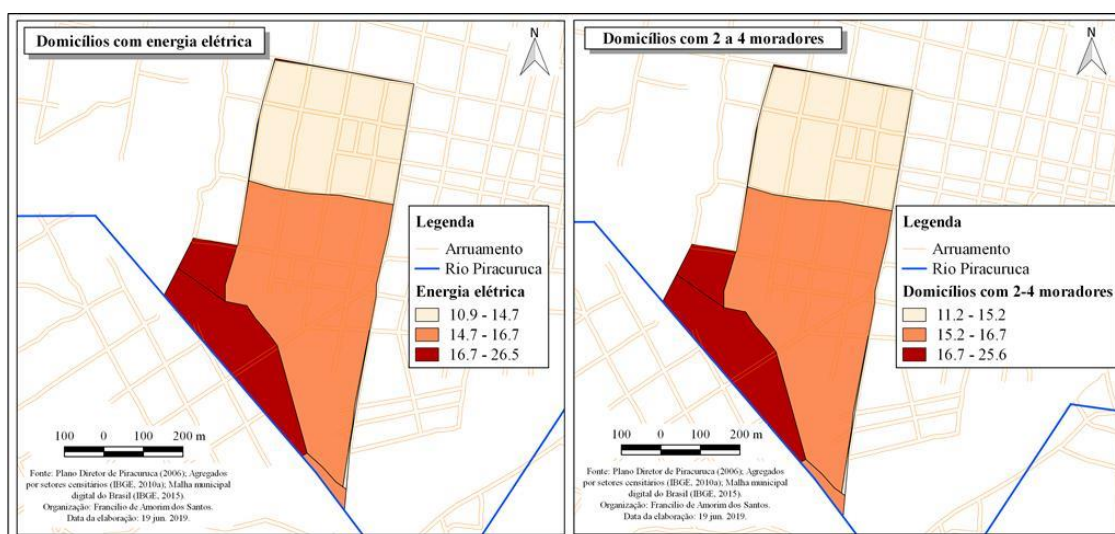 Domicílios com energia elétrica
N
Legenda
Arruamento
Rio Piracuruca
Energia elétrica
10.9 - 14.7
14.7 - 16.7
16.7 - 26.5
100 0 100 200 m
Fonte: Plano Diretor de Piracuruca (2006); Agregados
por setores censitários (IBGE, 2010a); Malha municipal
digital do Brasil (IBGE, 2015).
Organização: Francílio de Amorim dos Santos.
Data da elaboração: 19 jun. 2019.
Domicílios com 2 a 4 moradores
N
Legenda
Arruamento
Rio Piracuruca
Domicílios com 2-4 moradores
11.2 - 15.2
15.2 - 16.7
16.7 - 25.6
100 0 100 200 m
Fonte: Plano Diretor de Piracuruca (2006); Agregados
por setores censitários (IBGE, 2010a); Malha municipal
digital do Brasil (IBGE, 2015).
Organização: Francílio de Amorim dos Santos.
Data da elaboração: 19 jun. 2019.